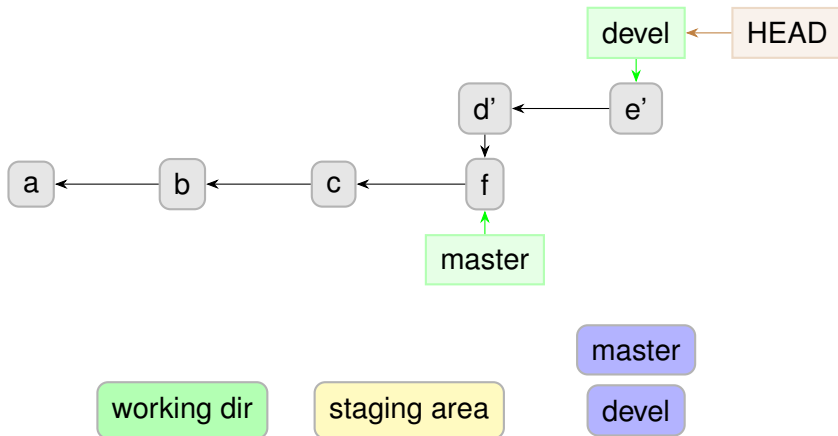 devel HEAD
d’ e’
a b c f
master
master
working dir staging area devel